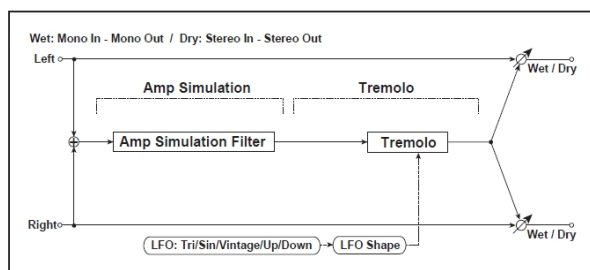 Wet: Mono In - Mono Out / Dry: Stereo In - Stereo Out
Left
Wet / Dry
Amp Simulation
Tremolo
Amp Simulation Filter
Tremolo
Right
Wet / Dry
LFO: Tri/Sin/Vintage/Up/Down
LFO Shape